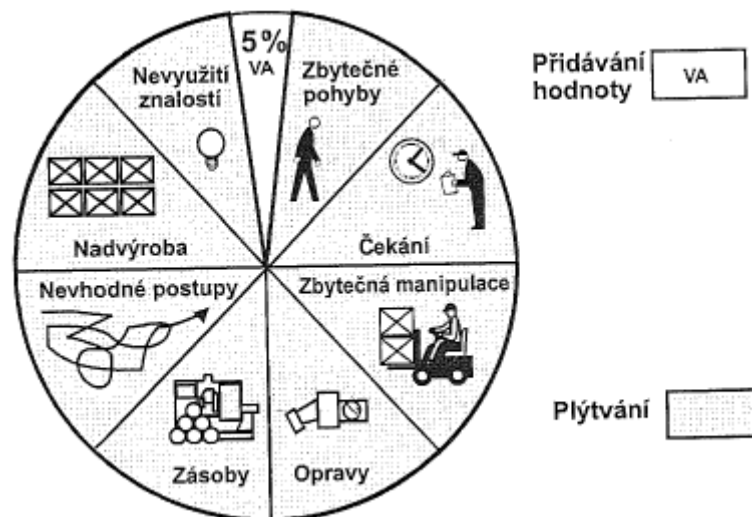 5%
VA
Nevyužití
znalostí
Zbytečné
pohyby
Přidávání
hodnoty
VA
Nadvýroba
Čekání
Nevhodné postupy
Zbytečná manipulace
Zásoby
Opravy
Plýtvání